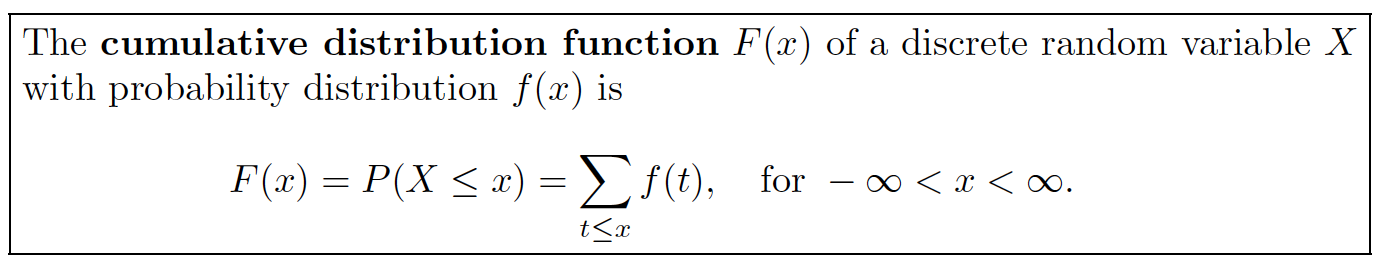 The cumulative distribution function F(x) of a discrete random variable X
with probability distribution f(x) is
F(x) = P(X ≤ x) = ∑ f(t), for − ∞ < x < ∞.
t≤x